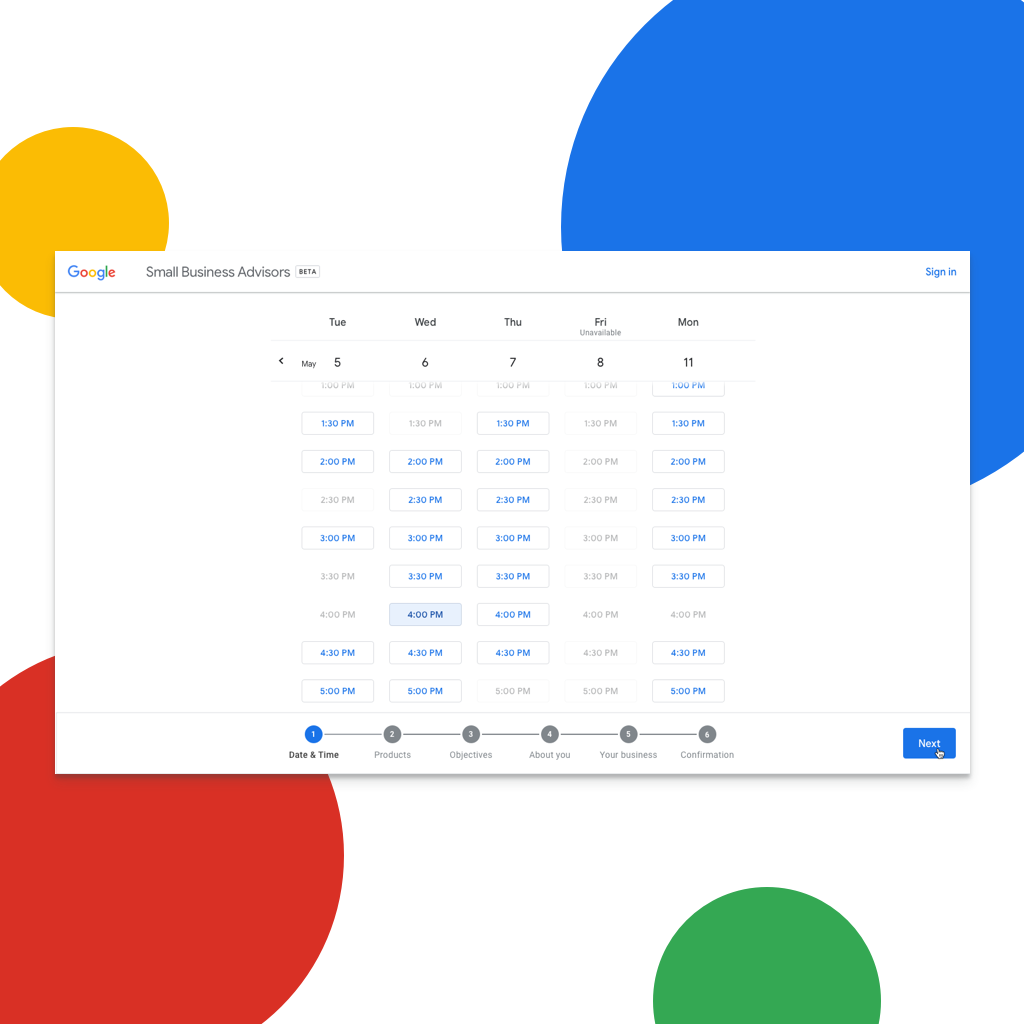 Google Small Business Advisors BETA Sign in
Tue Wed Thu Fri Mon
Unavailable
May 5 6 7 8 11
1:00 PM 1:00 PM 1:00 PM 1:00 PM 1:00 PM
1:30 PM 1:30 PM 1:30 PM 1:30 PM 1:30 PM
2:00 PM 2:00 PM 2:00 PM 2:00 PM 2:00 PM
2:30 PM 2:30 PM 2:30 PM 2:30 PM 2:30 PM
3:00 PM 3:00 PM 3:00 PM 3:00 PM 3:00 PM
3:30 PM 3:30 PM 3:30 PM 3:30 PM 3:30 PM
4:00 PM 4:00 PM 4:00 PM 4:00 PM 4:00 PM
4:30 PM 4:30 PM 4:30 PM 4:30 PM 4:30 PM
5:00 PM 5:00 PM 5:00 PM 5:00 PM 5:00 PM
1 2 3 4 5 6
Date & Time Products Objectives About you Your business Confirmation
Next